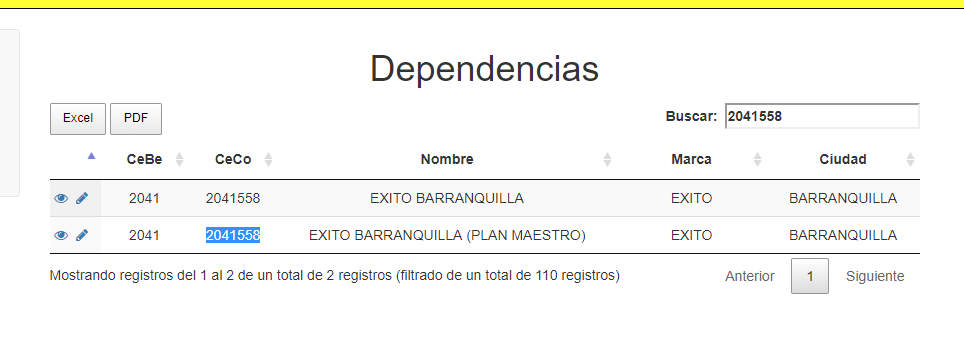 Dependencias
Excel PDF Buscar: 2041558
CeBe CeCo Nombre Marca Ciudad
2041 2041558 EXITO BARRANQUILLA EXITO BARRANQUILLA
2041 2041558 EXITO BARRANQUILLA (PLAN MAESTRO) EXITO BARRANQUILLA
Mostrando registros del 1 al 2 de un total de 2 registros (filtrado de un total de 110 registros) Anterior 1 Siguiente